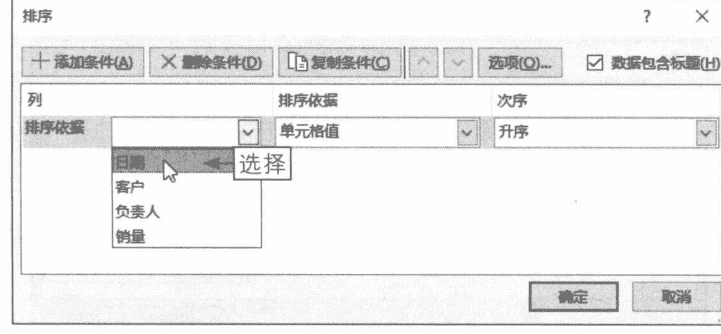 排序 ? ×
添加条件(A) 删除条件(D) 复制条件(C) 选项(O)... 数据包含标题(H)
列 排序依据 次序
排序依据 单元格值 升序
日期 选择
客户
负责人
销量
确定 取消